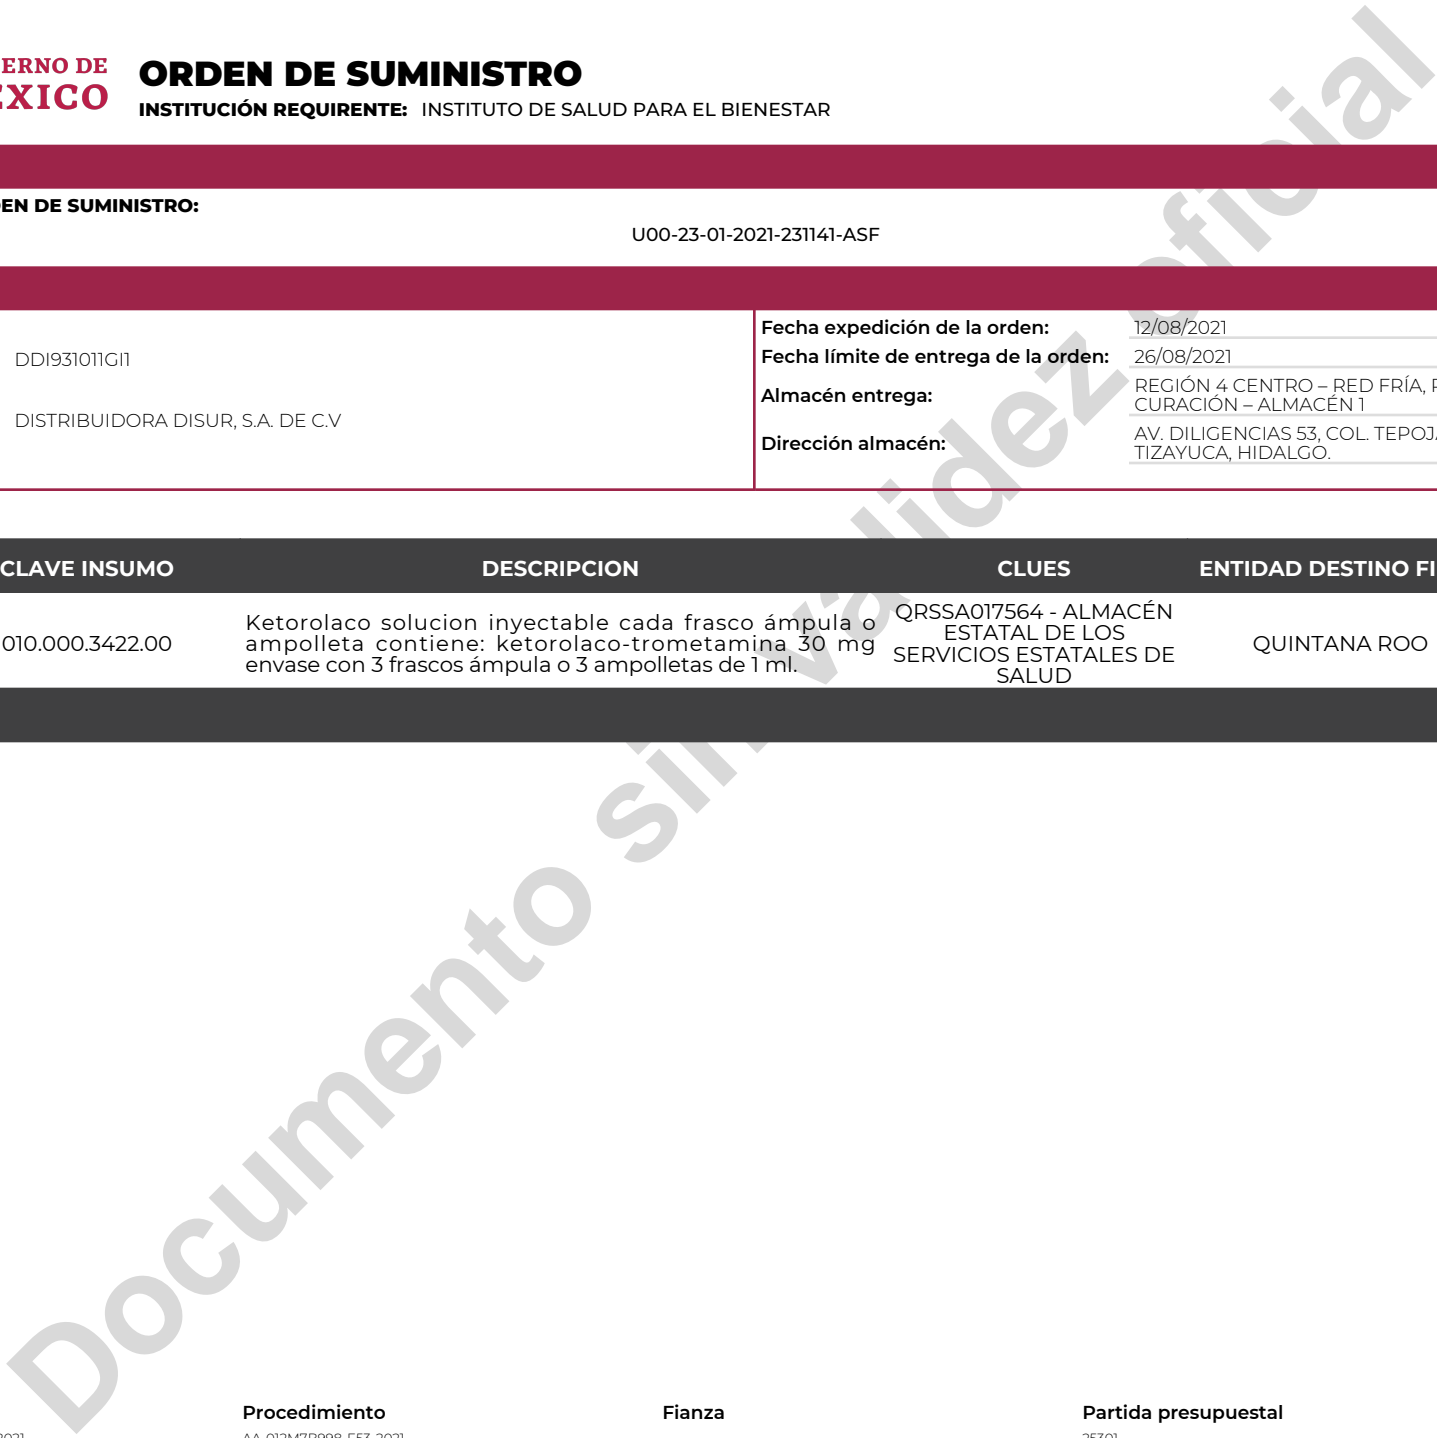 ERNO DE
ORDEN DE SUMINISTRO
INSTITUCIÓN REQUIRENTE: INSTITUTO DE SALUD PARA EL BIENESTAR
DE SUMINISTRO:
U00-23-01-2021-231141-ASF
DDI931011GI1
DISTRIBUIDORA DISUR, S.A. DE C.V
Fecha expedición de la orden: 12/08/2021
Fecha límite de entrega de la orden: 26/08/2021
Almacén entrega: REGIÓN 4 CENTRO – RED FRÍA,
CURACIÓN – ALMACÉN 1
Dirección almacén: AV. DILIGENCIAS 53, COL.
TIZAYUCA, HIDALGO.
CLAVE INSUMO DESCRIPCION CLUES ENTIDAD DESTINO
010.000.3422.00
Ketorolaco solucion inyectable cada frasco ámpula o
ampolleta contiene: ketorolaco-trometamina 30 mg
envase con 3 frascos ámpula o 3 ampolletas de 1 ml.
QRSSA017564 - ALMACÉN
ESTATAL DE LOS
SERVICIOS ESTATALES DE
SALUD
QUINTANA ROO
Documento sin validez oficial
Procedimiento Fianza Partida presupuestal